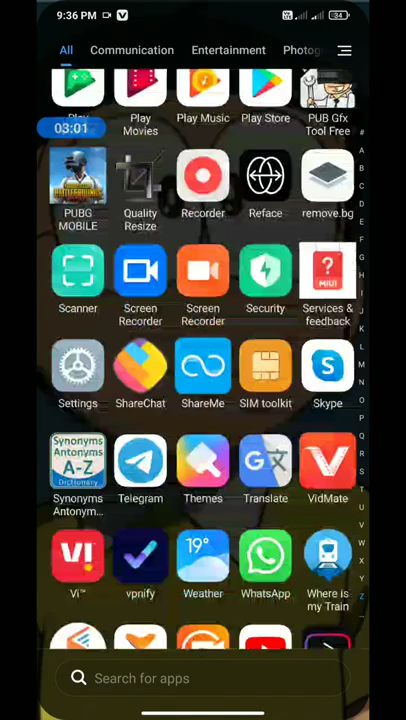 9:36 PM
34
All Communication Entertainment Photog
Play Movies
Play Music
Play Store
PUB Gfx Tool Free
03:01
PUBG MOBILE
Quality Resize
Recorder
Reface
remove.bg
Scanner
Screen Recorder
Screen Recorder
Security
MIUI
Services & feedback
Settings
ShareChat
ShareMe
SIM toolkit
Skype
Synonyms
Antonyms
A-Z
Dictionary
Synonyms Antonym...
Telegram
Themes
Translate
VidMate
Vi™
vpnify
19°
Weather
WhatsApp
Where is my Train
#
A
B
C
D
E
F
G
H
I
J
K
L
M
N
O
P
Q
R
S
T
U
V
W
X
Y
Z
Search for apps